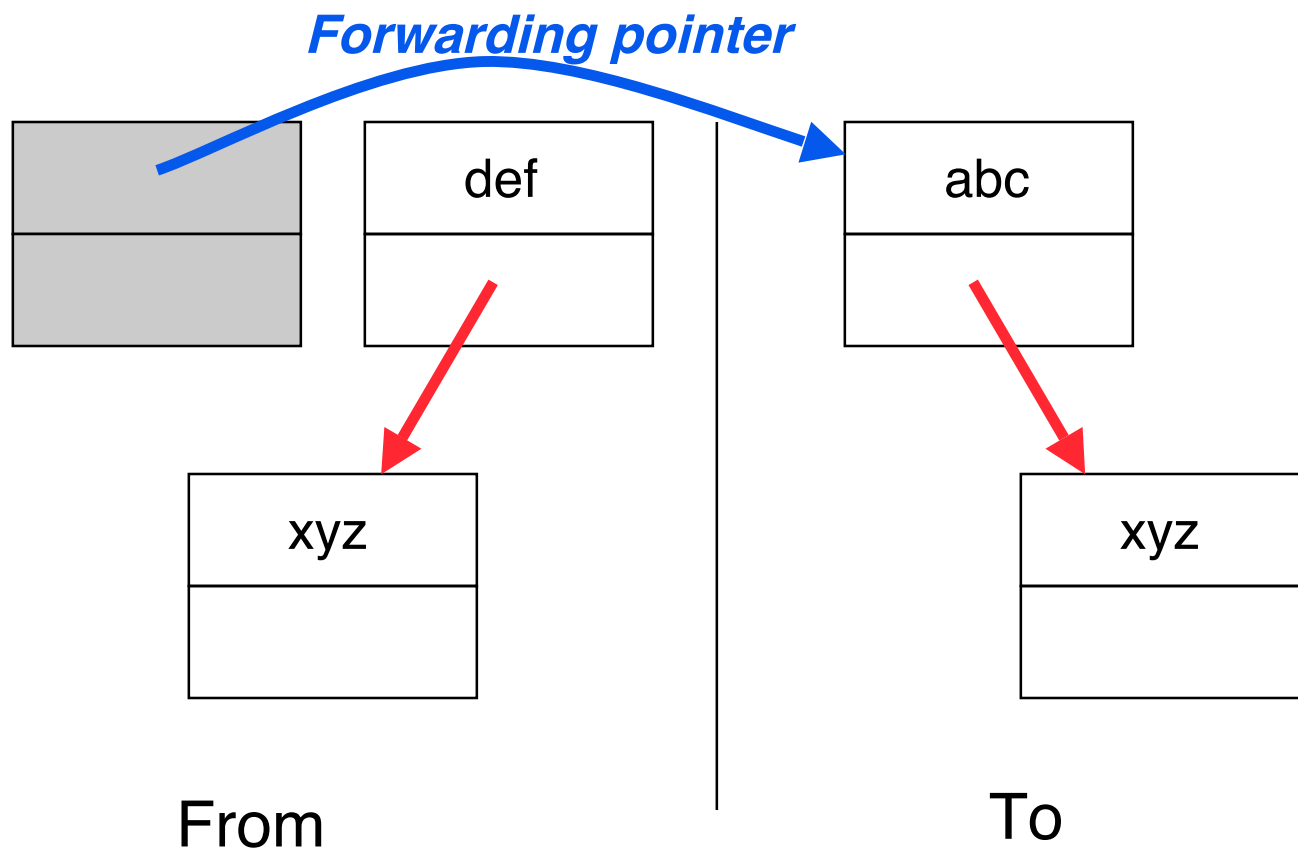 Forwarding pointer
def
abc
xyz
xyz
From
To